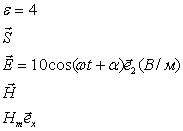 ε = 4
S⃗
E⃗ = 10cos(ωt + α)e⃗₂(В/м)
H⃗
Hₘe⃗ₓ